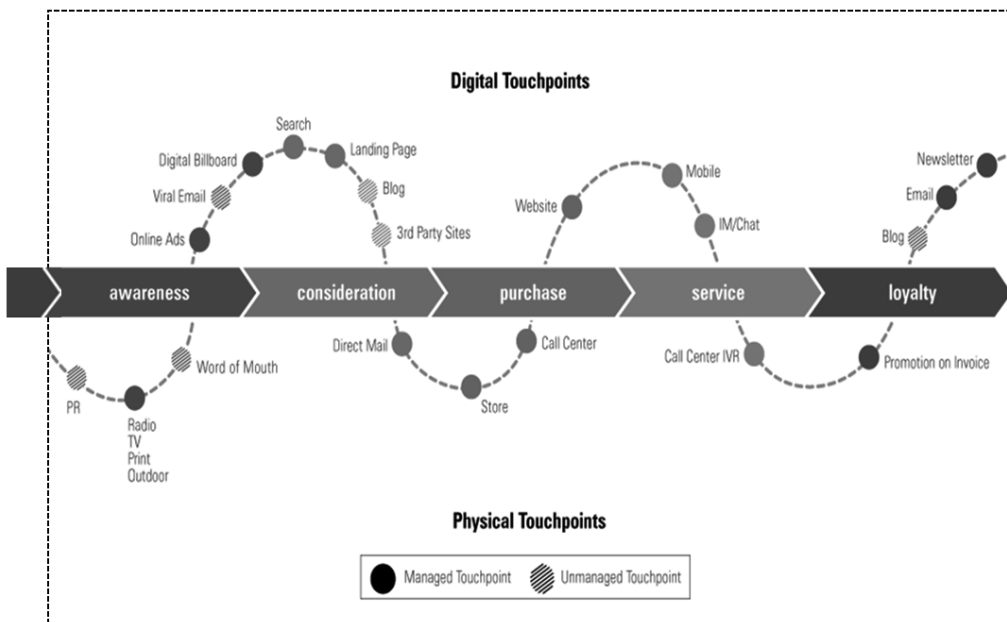 Digital Touchpoints
Search
Digital Billboard
Landing Page
Viral Email
Blog
Online Ads
3rd Party Sites
Website
Mobile
IM/Chat
Newsletter
Email
Blog
awareness
consideration
purchase
service
loyalty
PR
Word of Mouth
Radio
TV
Print
Outdoor
Direct Mail
Store
Call Center
Call Center IVR
Promotion on Invoice
Physical Touchpoints
Managed Touchpoint
Unmanaged Touchpoint